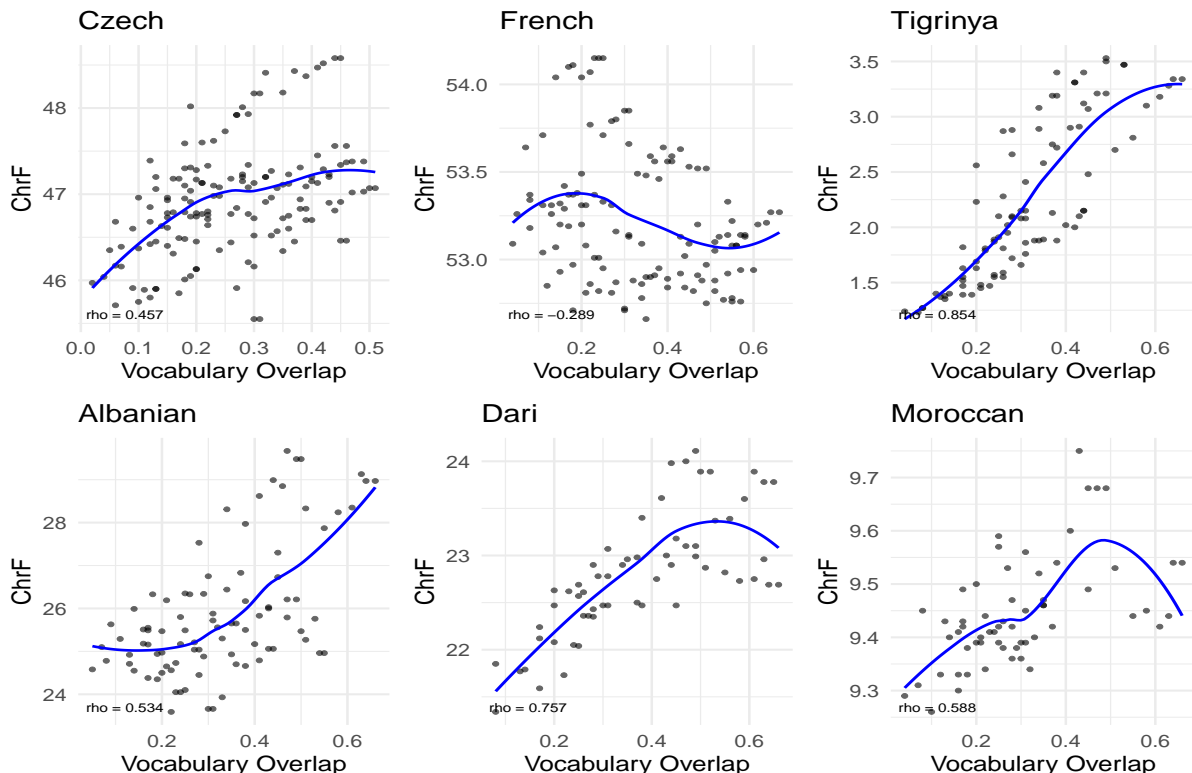 Czech
French
Tigrinya
ChrF
48
47
46
rho = 0.457
0.0 0.1 0.2 0.3 0.4 0.5
Vocabulary Overlap
ChrF
54.0
53.5
53.0
rho = −0.289
0.2 0.4 0.6
Vocabulary Overlap
ChrF
3.5
3.0
2.5
2.0
1.5
rho = 0.854
0.2 0.4 0.6
Vocabulary Overlap
Albanian
Dari
Moroccan
ChrF
28
26
24
rho = 0.534
0.2 0.4 0.6
Vocabulary Overlap
ChrF
24
23
22
rho = 0.757
0.2 0.4 0.6
Vocabulary Overlap
ChrF
9.7
9.6
9.5
9.4
9.3
rho = 0.588
0.2 0.4 0.6
Vocabulary Overlap